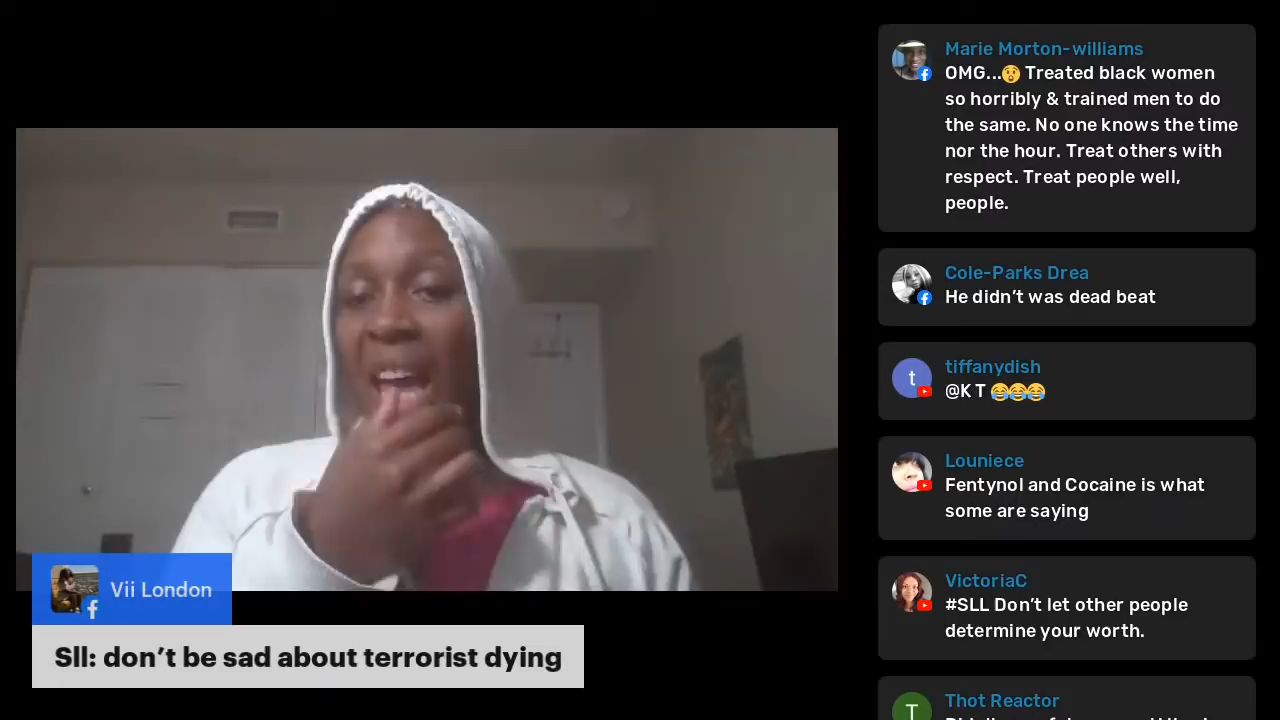 Marie Morton-williams
OMG...😲 Treated black women
so horribly & trained men to do
the same. No one knows the time
nor the hour. Treat others with
respect. Treat people well,
people.
Cole-Parks Drea
He didn’t was dead beat
t
tiffanydish
@K T 😂😂😂
Louniece
Fentynol and Cocaine is what
some are saying
VictoriaC
#SLL Don’t let other people
determine your worth.
T
Thot Reactor
Vii London
Sll: don’t be sad about terrorist dying